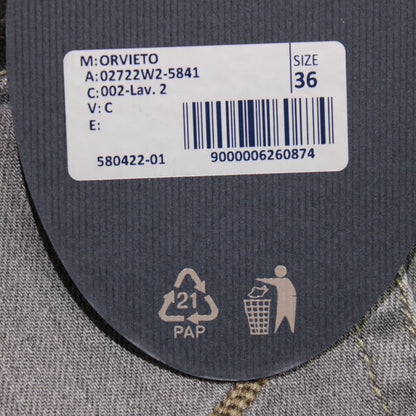 M: ORVIETO
A: 02722W2-5841
C: 002-Lav. 2
V: C
E:
580422-01
SIZE
36
9000006260874
21
PAP